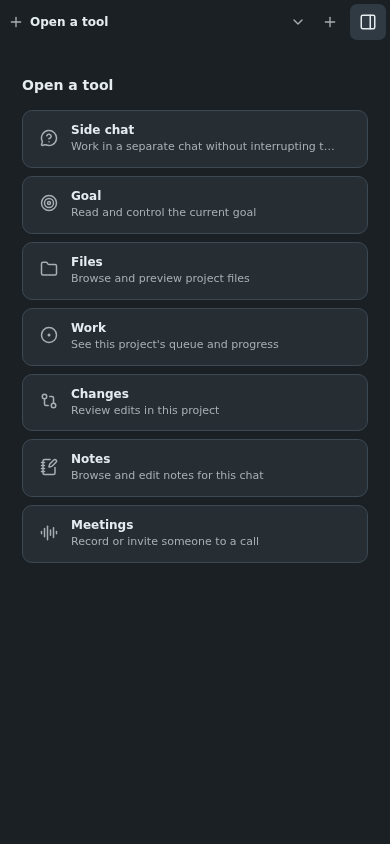 Open a tool
Open a tool
Side chat
Work in a separate chat without interrupting t…
Goal
Read and control the current goal
Files
Browse and preview project files
Work
See this project's queue and progress
Changes
Review edits in this project
Notes
Browse and edit notes for this chat
Meetings
Record or invite someone to a call